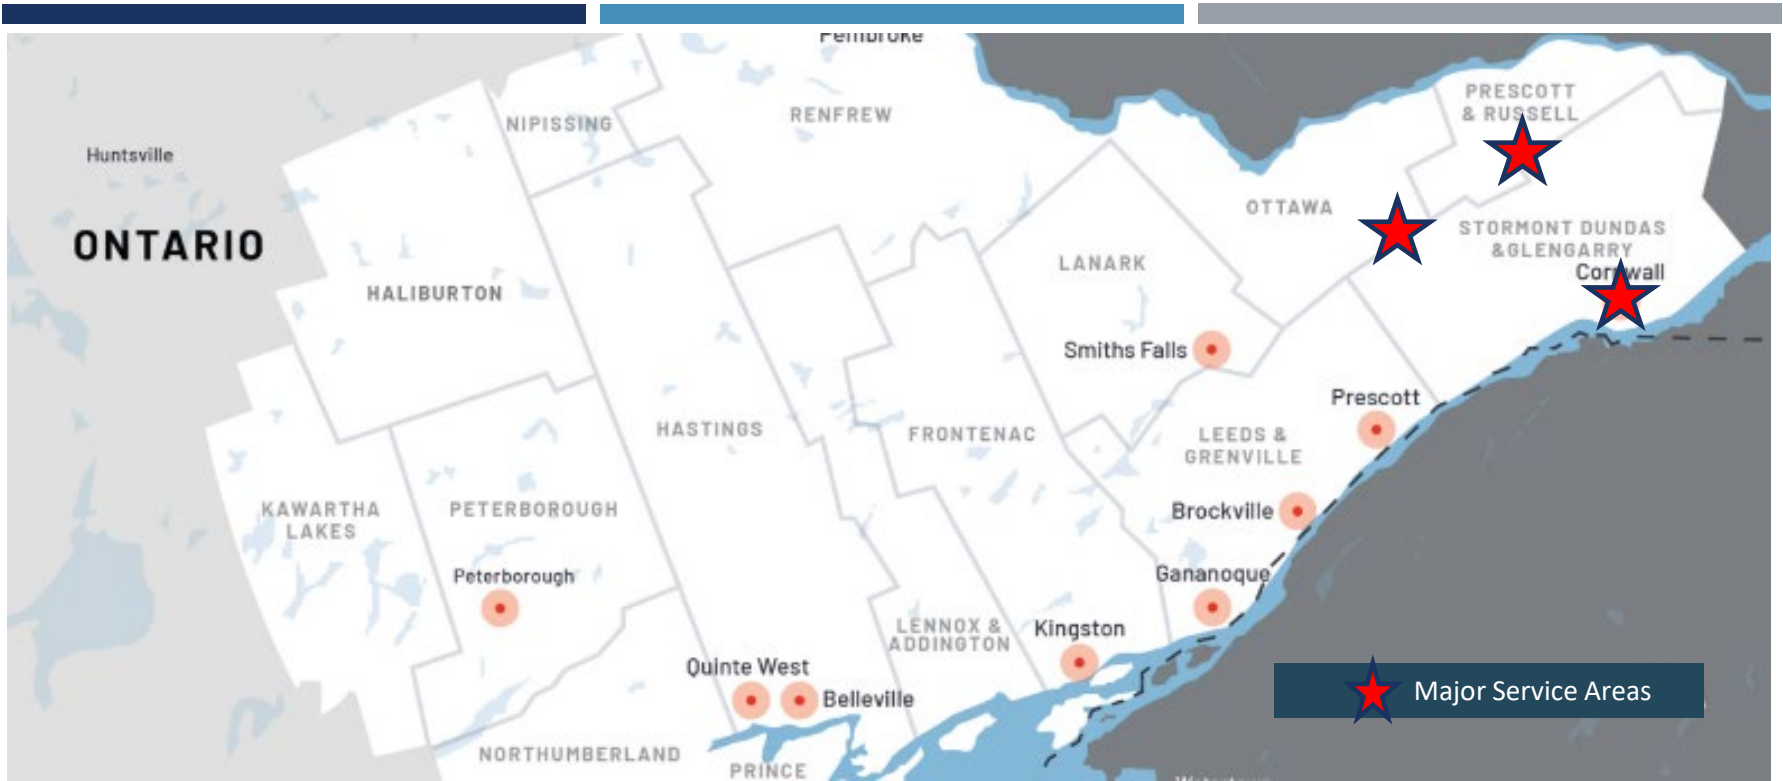 Pembroke
PRESCOTT
& RUSSELL
RENFREW
NIPISSING
Huntsville
OTTAWA
STORMONT DUNDAS
&GLENGARRY
Cornwall
ONTARIO
LANARK
HALIBURTON
Smiths Falls
Prescott
HASTINGS
FRONTENAC
LEEDS &
GRENVILLE
KAWARTHA
LAKES
PETERBOROUGH
Brockville
Peterborough
Gananoque
LENNOX &
ADDINGTON
Kingston
Quinte West
Belleville
Major Service Areas
NORTHUMBERLAND
PRINCE